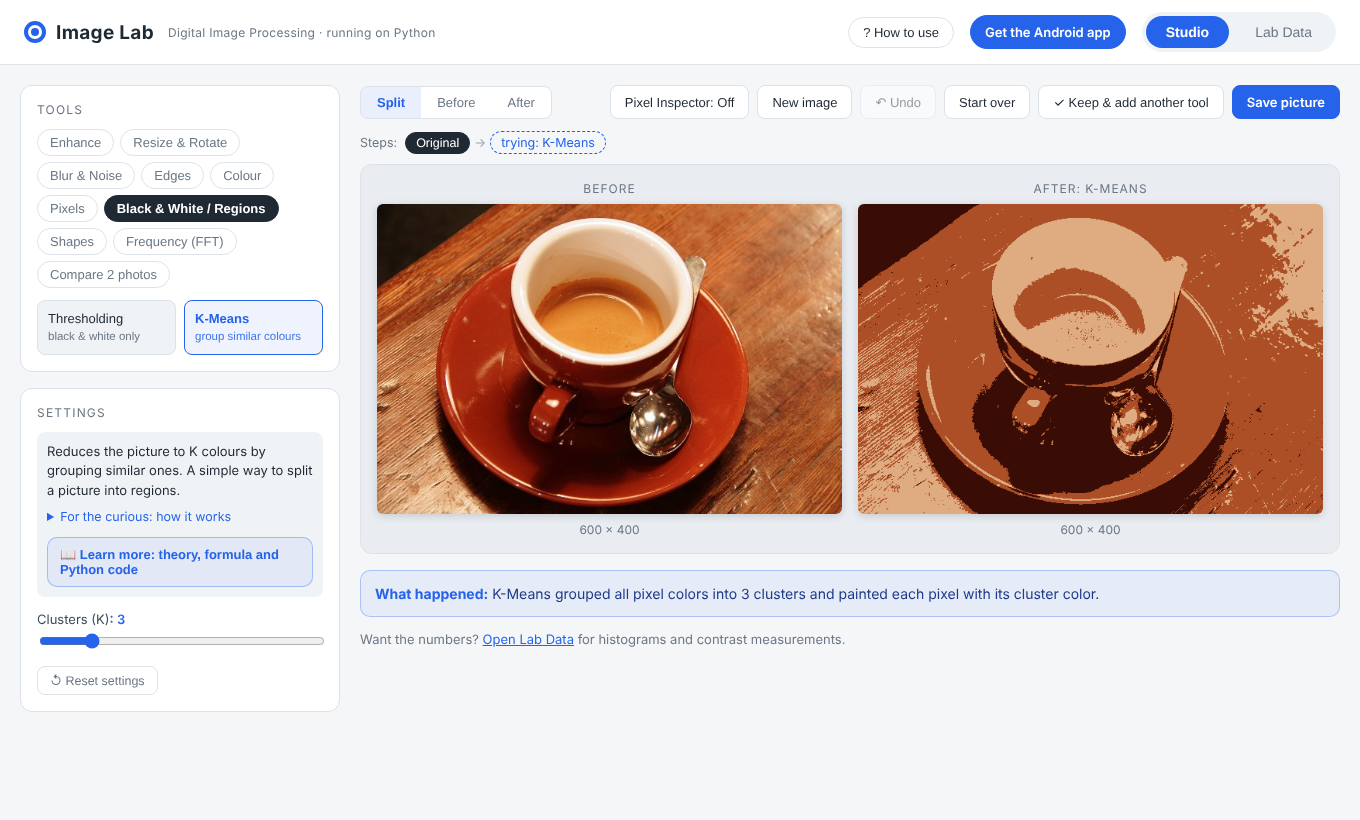 Image Lab
Digital Image Processing · running on Python
? How to use
Get the Android app
Studio
Lab Data
TOOLS
Enhance
Resize & Rotate
Blur & Noise
Edges
Colour
Pixels
Black & White / Regions
Shapes
Frequency (FFT)
Compare 2 photos
Thresholding
black & white only
K-Means
group similar colours
SETTINGS
Reduces the picture to K colours by
grouping similar ones. A simple way to split
a picture into regions.
▶ For the curious: how it works
📖 Learn more: theory, formula and
Python code
Clusters (K): 3
↺ Reset settings
Split
Before
After
Pixel Inspector: Off
New image
↶ Undo
Start over
✓ Keep & add another tool
Save picture
Steps: Original → trying: K-Means
BEFORE
AFTER: K-MEANS
600 × 400
600 × 400
What happened: K-Means grouped all pixel colors into 3 clusters and painted each pixel with its cluster color.
Want the numbers? Open Lab Data for histograms and contrast measurements.